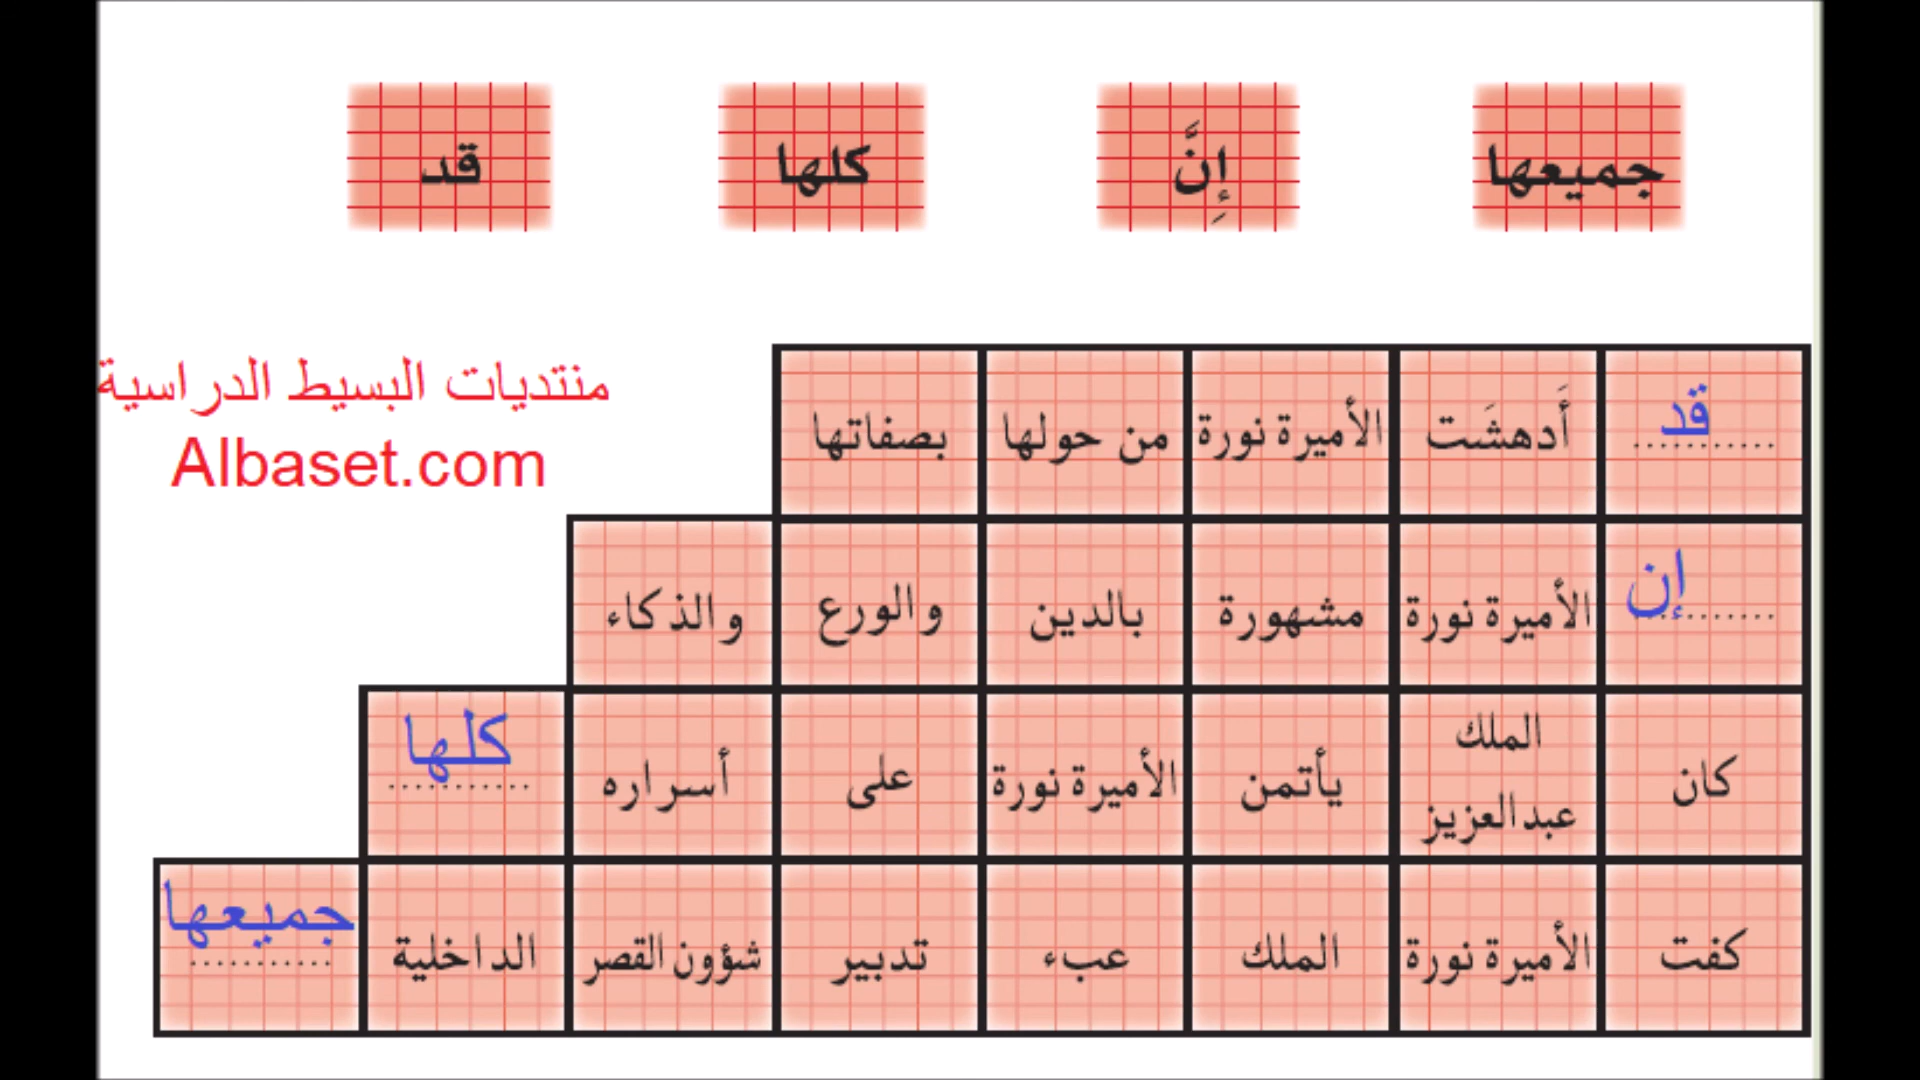 جميعها إِنَّ كلها قد
منتديات البسيط الدراسية
Albaset.com
قد أَدهشَت الأميرة نورة من حولها بصفاتها
إن الأميرة نورة مشهورة بالدين والورع والذكاء
كان الملك عبدالعزيز يأتمن الأميرة نورة على أسراره كلها
كفت الأميرة نورة الملك عبء تدبير شؤون القصر الداخلية جميعها